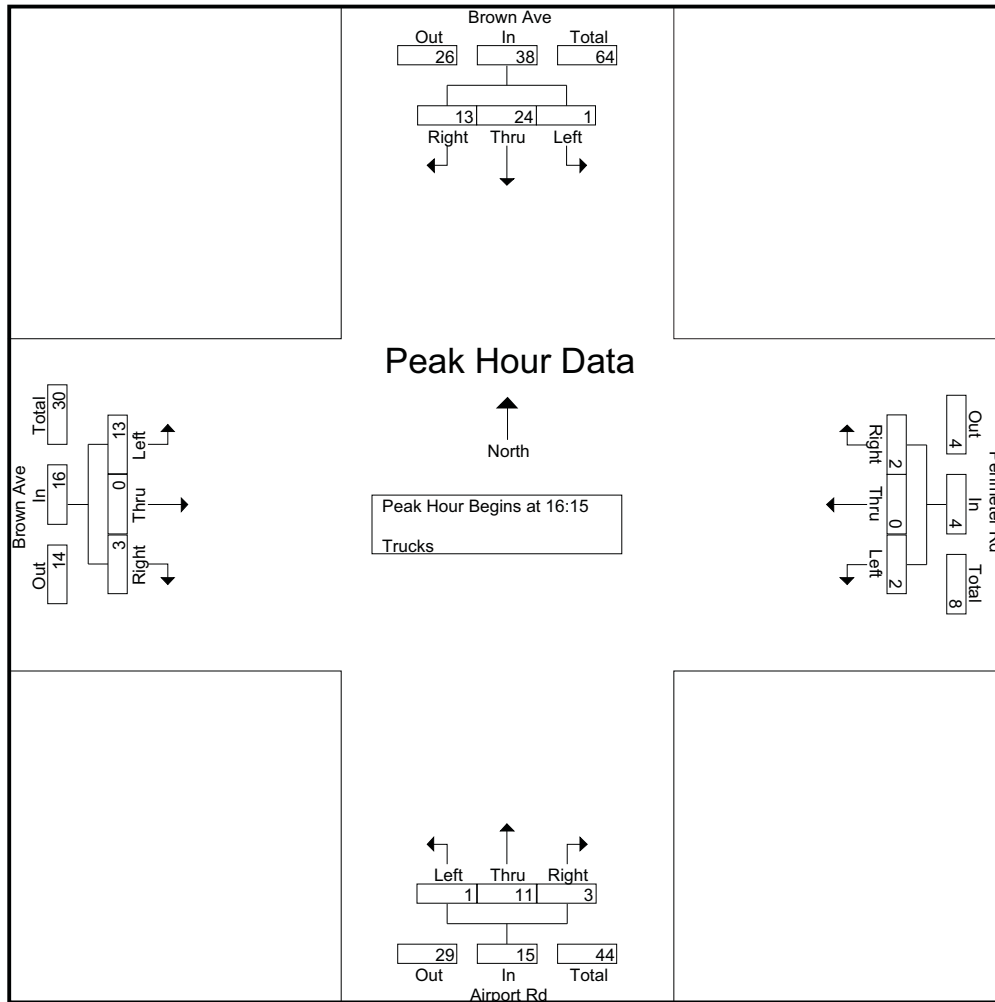 Brown Ave
Out In Total
26 38 64
13 24 1
Right Thru Left
Peak Hour Data
North
Peak Hour Begins at 16:15
Trucks
Brown Ave
Total In Out
30 16 14
13 0 3
Left Thru Right
Out In Total
4 4 8
2 0 2
Right Thru Left
Rd
Left Thru Right
1 11 3
29 15 44
Out In Total
Airport Rd